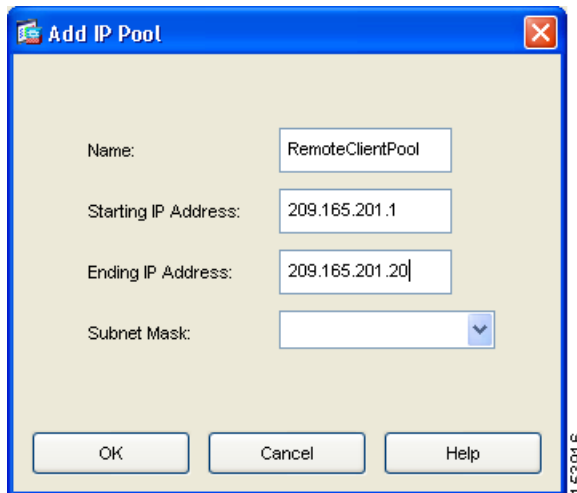 Add IP Pool
Name: RemoteClientPool
Starting IP Address: 209.165.201.1
Ending IP Address: 209.165.201.20
Subnet Mask:
OK Cancel Help
153916